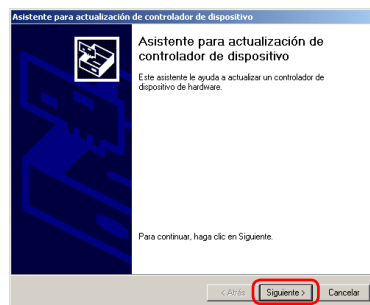 Asistente para actualización de controlador de dispositivo
Asistente para actualización de
controlador de dispositivo
Este asistente le ayuda a actualizar un controlador de
dispositivo de hardware.
Para continuar, haga clic en Siguiente.
< Atrás
Siguiente >
Cancelar